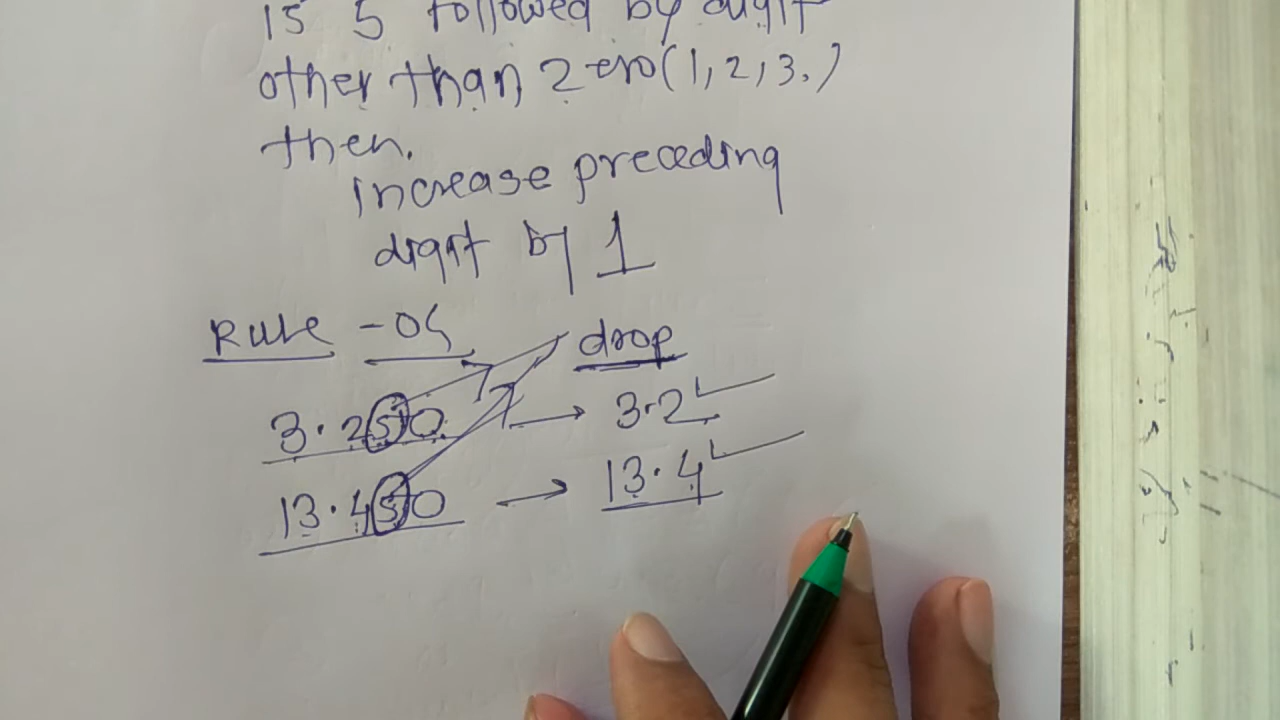 is 5 followed by digit
other than zero(1,2,3.)
then.
increase preceding
digit by 1
Rule -05 drop
3.250 → 3.2
13.450 → 13.4